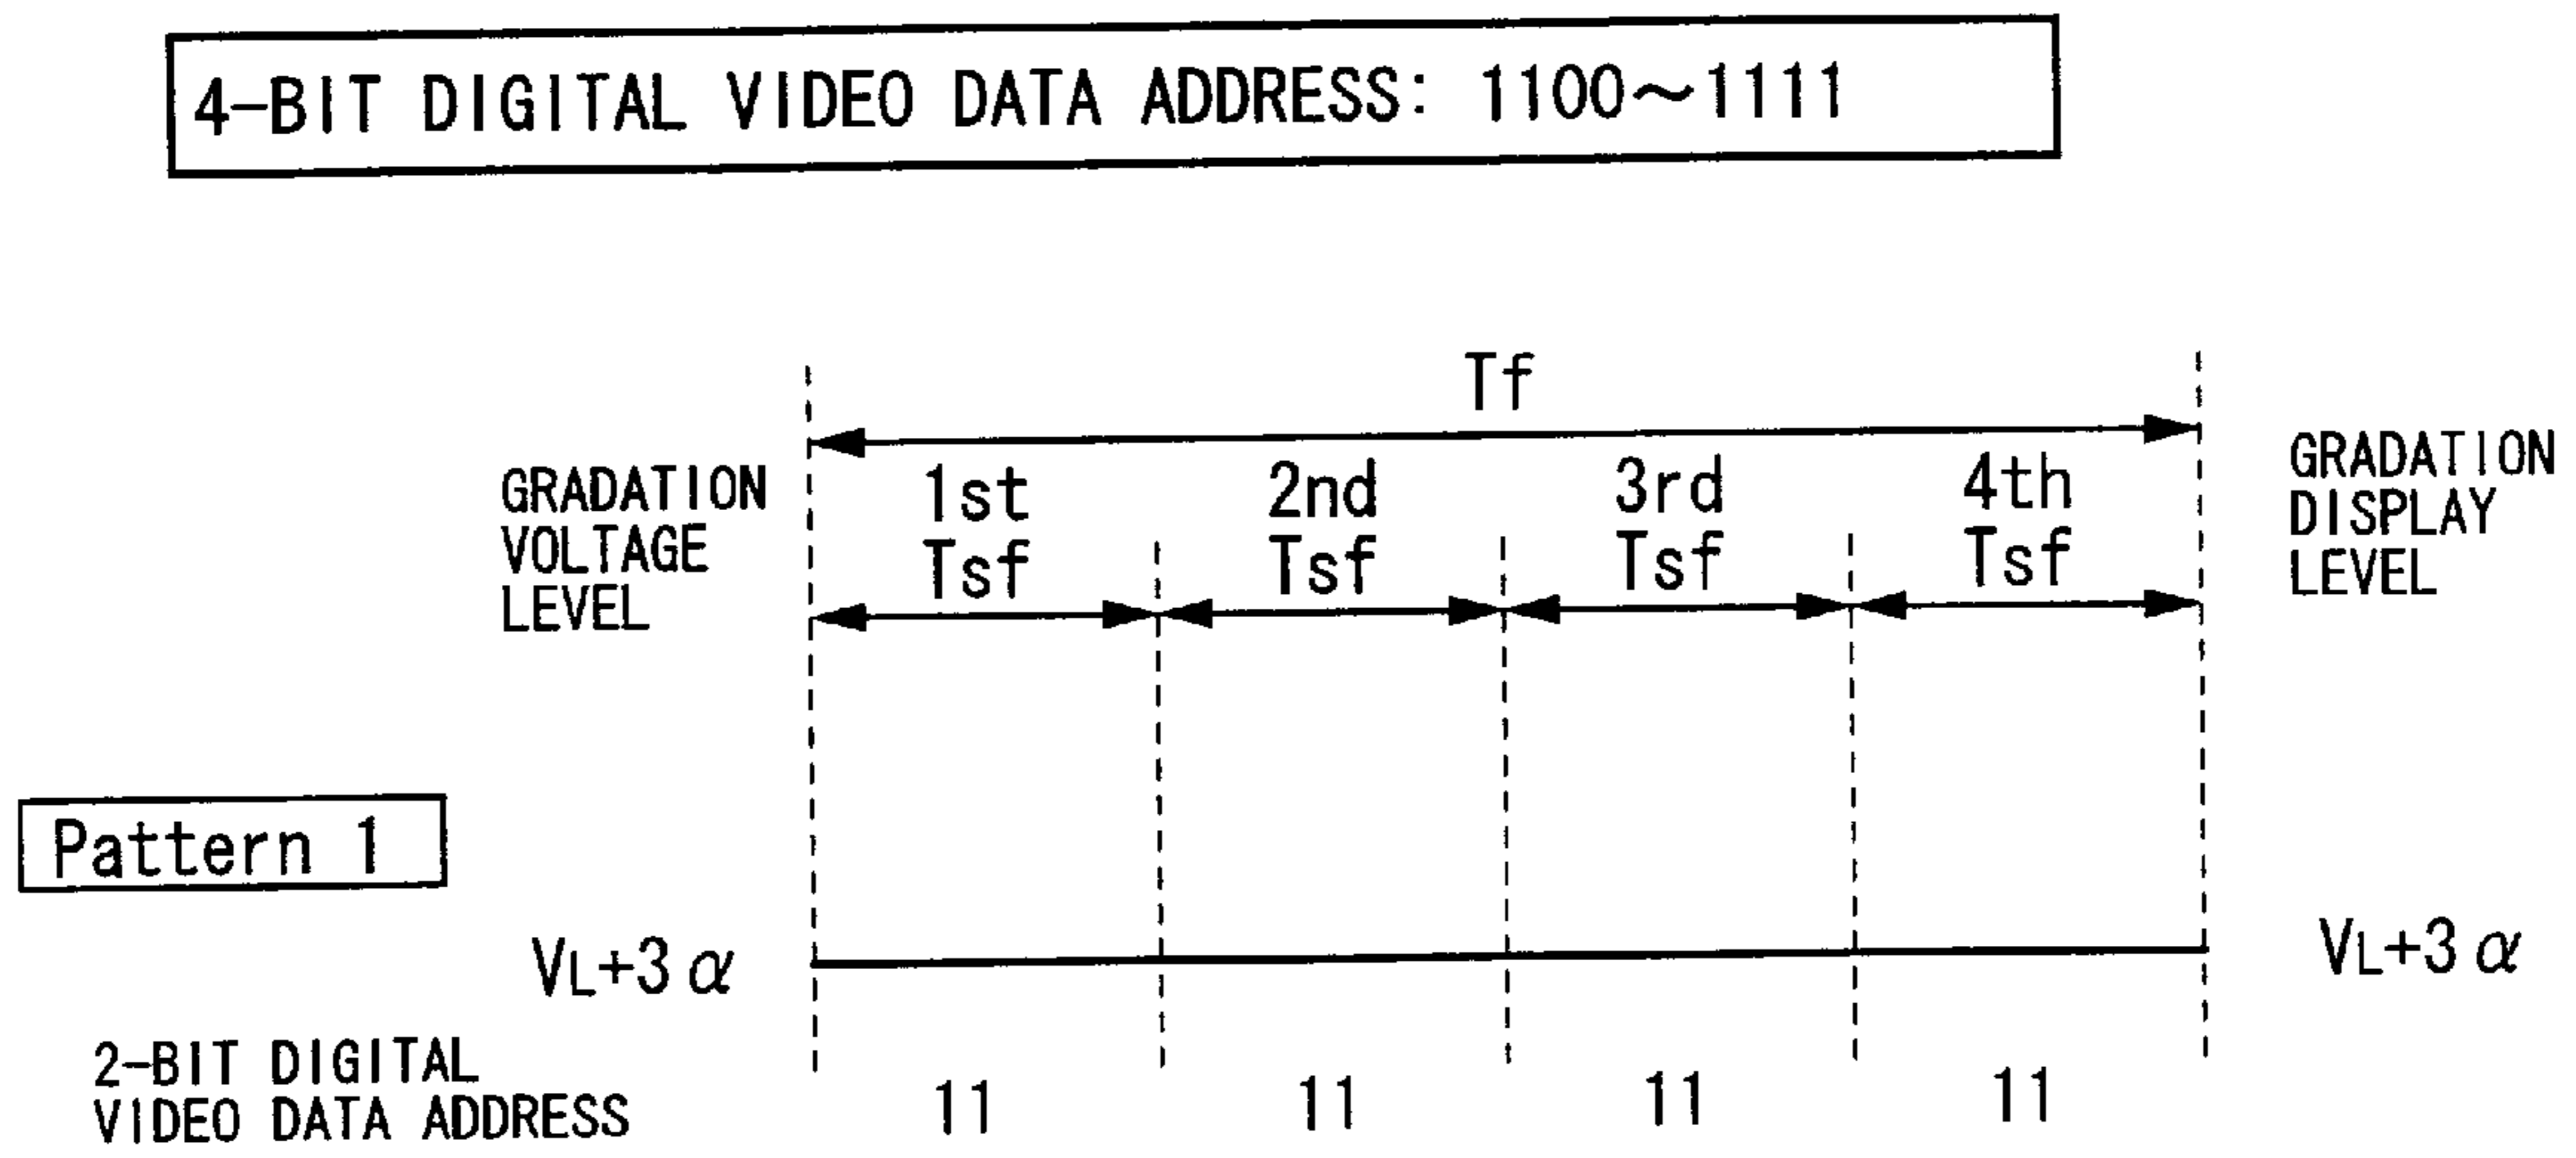 4-BIT DIGITAL VIDEO DATA ADDRESS: 1100～1111
Tf
GRADATION
VOLTAGE
LEVEL
1st
Tsf
2nd
Tsf
3rd
Tsf
4th
Tsf
GRADATION
DISPLAY
LEVEL
Pattern 1
VL+3α
VL+3α
2-BIT DIGITAL
VIDEO DATA ADDRESS
11 11 11 11